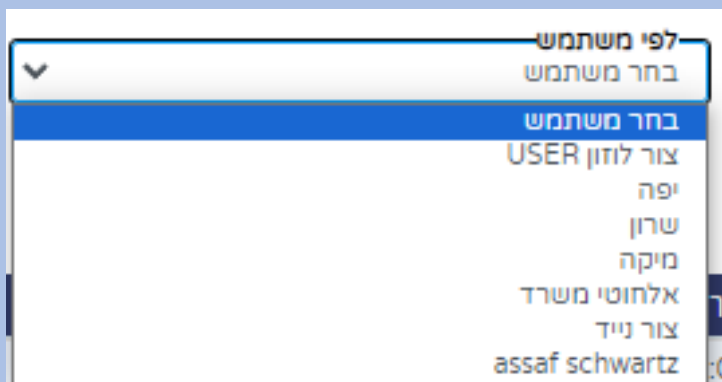 לפי משתמש
בחר משתמש
בחר משתמש
צור לוזון USER
יפה
שרון
מיקה
אלחוטי משרד
צור נייד
assaf schwartz